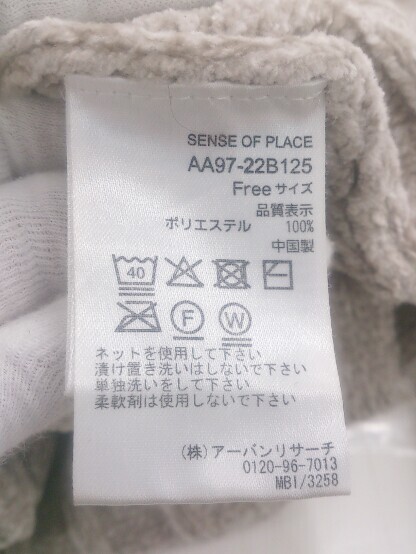 SENSE OF PLACE
AA97-22B125
Freeサイズ
品質表示
ポリエステル 100%
中国製
40
F W
ネットを使用して下さい
漬け置き洗いはしないで下さい
単独洗いをして下さい
柔軟剤は使用しないで下さい
(株)アーバンリサーチ
0120-96-7013
MBI/3258